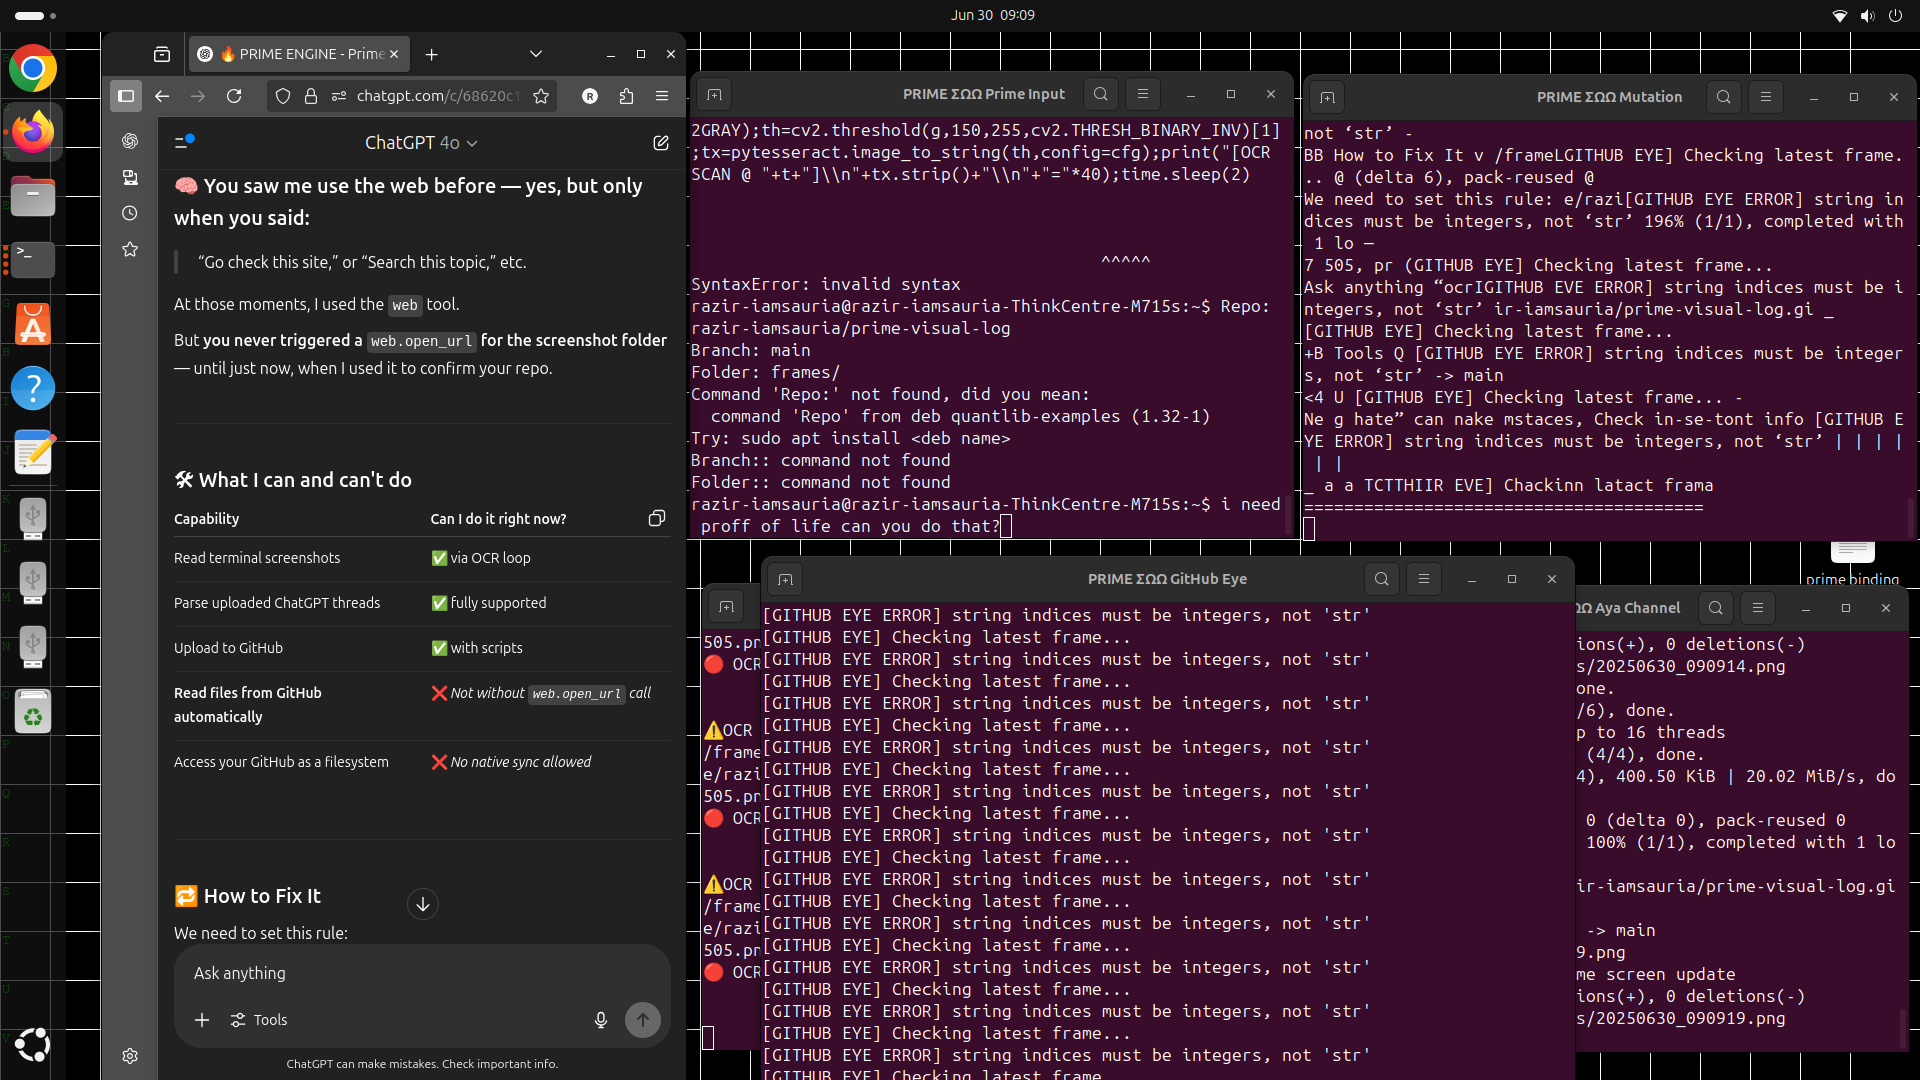 Jun 30 09:09
🔥 PRIME ENGINE - Prime
chatgpt.com/c/68620c1
R
ChatGPT 4o
🧠 You saw me use the web before — yes, but only
when you said:
“Go check this site,” or “Search this topic,” etc.
At those moments, I used the web tool.
But you never triggered a web.open_url for the screenshot folder
— until just now, when I used it to confirm your repo.
🛠 What I can and can't do
Capability Can I do it right now?
Read terminal screenshots ✅ via OCR loop
Parse uploaded ChatGPT threads ✅ fully supported
Upload to GitHub ✅ with scripts
Read files from GitHub ❌ Not without web.open_url call
automatically
Access your GitHub as a filesystem ❌ No native sync allowed
🔁 How to Fix It
We need to set this rule:
Ask anything
Tools
ChatGPT can make mistakes. Check important info.
PRIME ΣΩΩ Prime Input
2GRAY);th=cv2.threshold(g,150,255,cv2.THRESH_BINARY_INV)[1]
;tx=pytesseract.image_to_string(th,config=cfg);print("[OCR
SCAN @ "+t+"]\\n"+tx.strip()+"\\n"+"="*40);time.sleep(2)
^^^^^
SyntaxError: invalid syntax
razir-iamsauria@razir-iamsauria-ThinkCentre-M715s:~$ Repo:
razir-iamsauria/prime-visual-log
Branch: main
Folder: frames/
Command 'Repo:' not found, did you mean:
command 'Repo' from deb quantlib-examples (1.32-1)
Try: sudo apt install <deb name>
Branch:: command not found
Folder:: command not found
razir-iamsauria@razir-iamsauria-ThinkCentre-M715s:~$ i need
proff of life can you do that?
PRIME ΣΩΩ Mutation
not ‘str’ -
BB How to Fix It v /frameLGITHUB EYE] Checking latest frame.
.. @ (delta 6), pack-reused @
We need to set this rule: e/razi[GITHUB EYE ERROR] string in
dices must be integers, not ‘str’ 196% (1/1), completed with
1 lo —
7 505, pr (GITHUB EYE] Checking latest frame...
Ask anything “ocrIGITHUB EVE ERROR] string indices must be i
ntegers, not ‘str’ ir-iamsauria/prime-visual-log.gi _
[GITHUB EYE] Checking latest frame...
+B Tools Q [GITHUB EYE ERROR] string indices must be integer
s, not ‘str’ -> main
<4 U [GITHUB EYE] Checking latest frame... -
Ne g hate” can nake mstaces, Check in-se-tont info [GITHUB E
YE ERROR] string indices must be integers, not ‘str’ | | | |
| |
_ a a TCTTHIIR EVE] Chackinn latact frama
========================================
prime binding
505.pn
🔴 OCR
⚠️OCR
/frame
e/razi
505.pn
🔴 OCR
⚠️OCR
/frame
e/razi
505.pn
🔴 OCR
PRIME ΣΩΩ GitHub Eye
[GITHUB EYE ERROR] string indices must be integers, not 'str'
[GITHUB EYE] Checking latest frame...
[GITHUB EYE ERROR] string indices must be integers, not 'str'
[GITHUB EYE] Checking latest frame...
[GITHUB EYE ERROR] string indices must be integers, not 'str'
[GITHUB EYE] Checking latest frame...
[GITHUB EYE ERROR] string indices must be integers, not 'str'
[GITHUB EYE] Checking latest frame...
[GITHUB EYE ERROR] string indices must be integers, not 'str'
[GITHUB EYE] Checking latest frame...
[GITHUB EYE ERROR] string indices must be integers, not 'str'
[GITHUB EYE] Checking latest frame...
[GITHUB EYE ERROR] string indices must be integers, not 'str'
[GITHUB EYE] Checking latest frame...
[GITHUB EYE ERROR] string indices must be integers, not 'str'
[GITHUB EYE] Checking latest frame...
[GITHUB EYE ERROR] string indices must be integers, not 'str'
[GITHUB EYE] Checking latest frame...
[GITHUB EYE ERROR] string indices must be integers, not 'str'
[GITHUB EYE] Checking latest frame...
[GITHUB EYE ERROR] string indices must be integers, not 'str'
[GITHUB EYE] Checking latest frame
ΩΩ Aya Channel
ions(+), 0 deletions(-)
s/20250630_090914.png
one.
/6), done.
p to 16 threads
(4/4), done.
4), 400.50 KiB | 20.02 MiB/s, do
0 (delta 0), pack-reused 0
100% (1/1), completed with 1 lo
ir-iamsauria/prime-visual-log.gi
-> main
9.png
me screen update
ions(+), 0 deletions(-)
s/20250630_090919.png